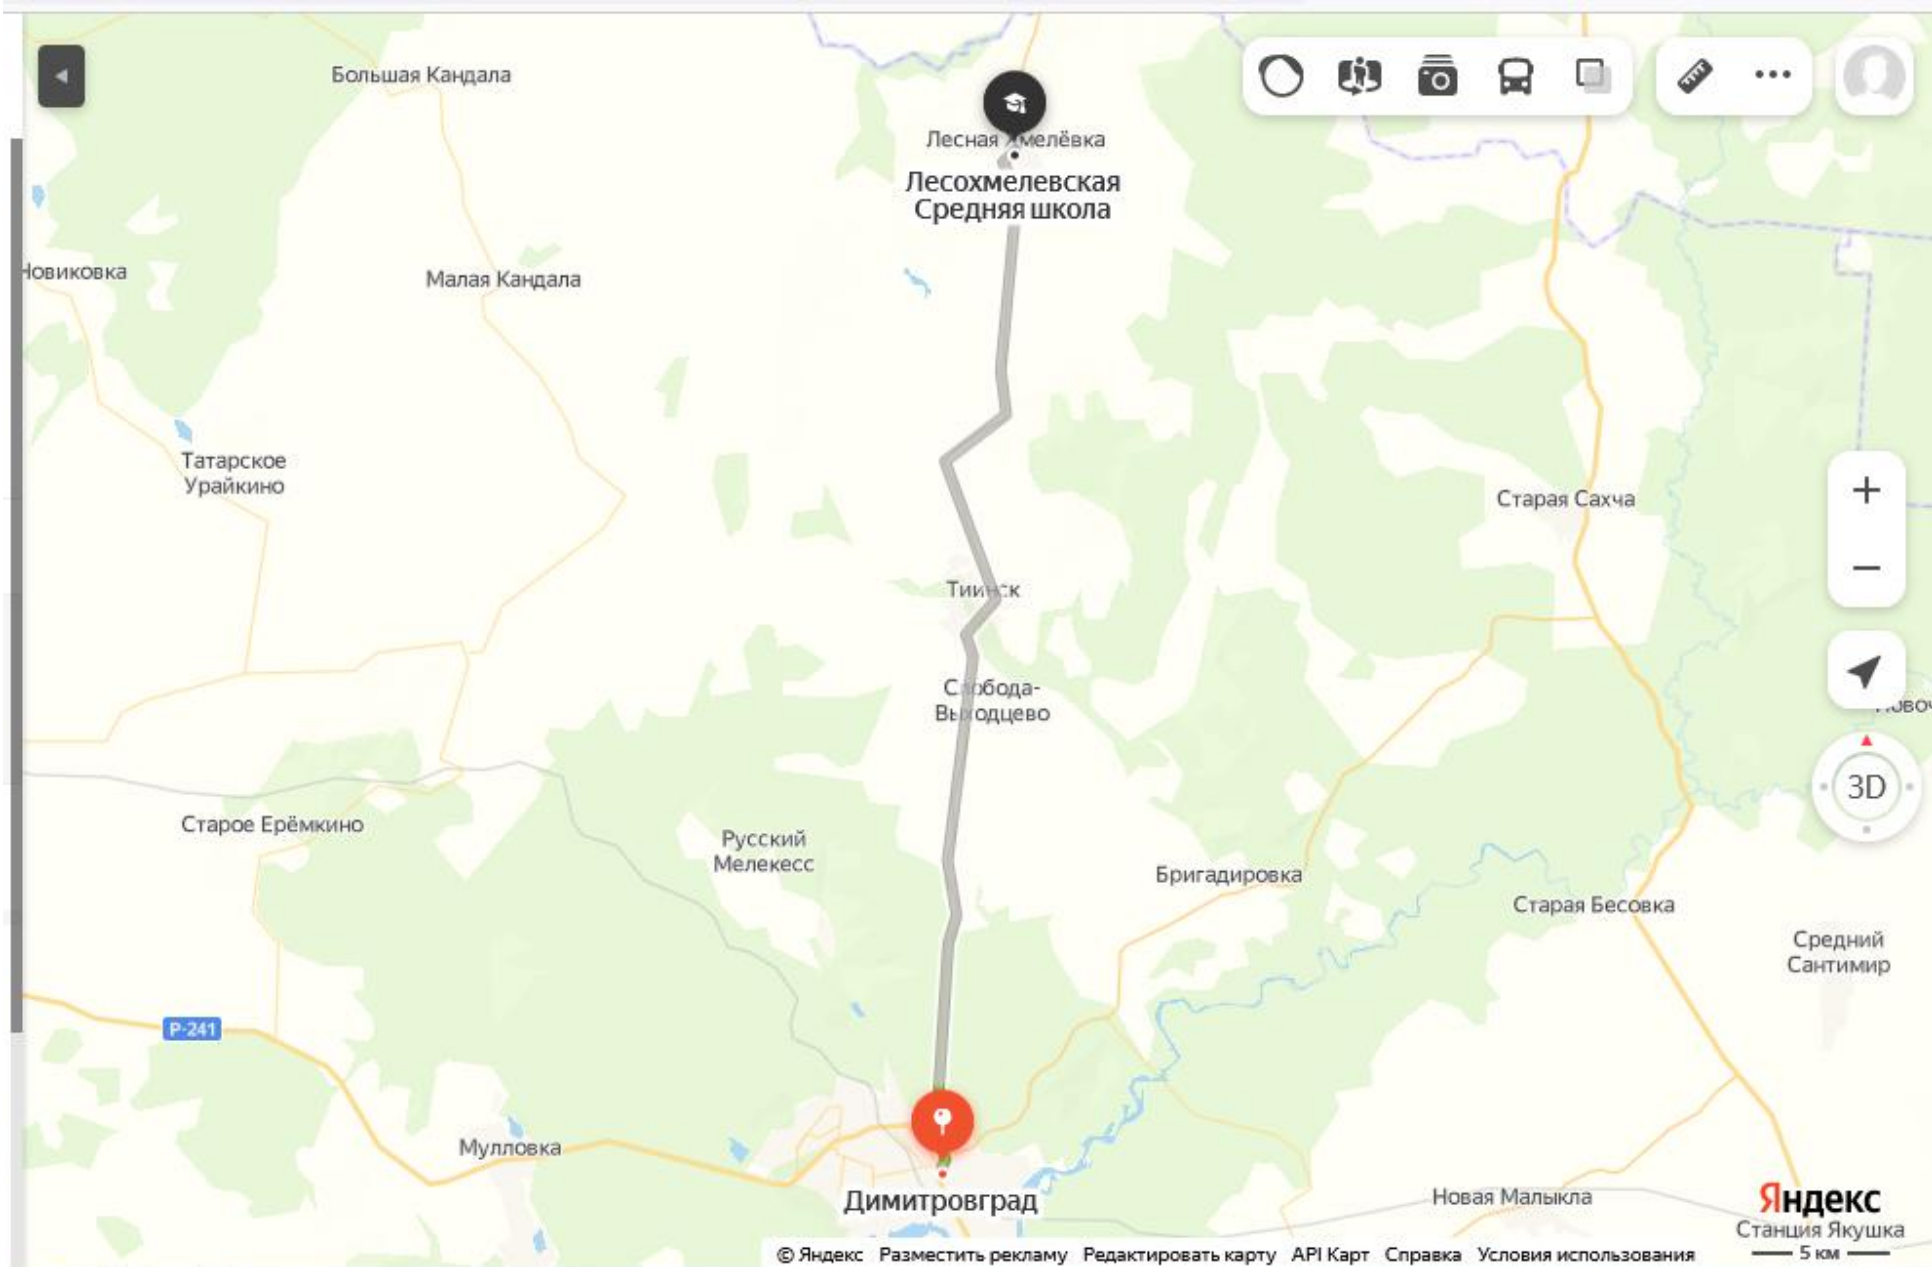 Большая Кандала
Лесная Хмелёвка
Лесохмелевская
Средняя школа
Новиковка
Малая Кандала
Татарское
Урайкино
Старая Сахча
+
−
Тиинск
Слобода-
Выходцево
3D
Старое Ерёмкино
Русский
Мелекесс
Бригадировка
Старая Бесовка
Средний
Сантимир
Р-241
Мулловка
Димитровград
Новая Малыкла
Яндекс
Станция Якушка
5 км
© Яндекс Разместить рекламу Редактировать карту API Карт Справка Условия использования